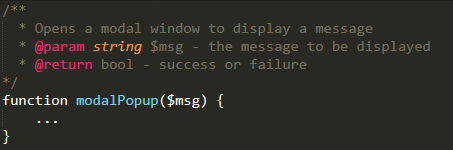 /**
 * Opens a modal window to display a message
 * @param string $msg - the message to be displayed
 * @return bool - success or failure
*/
function modalPopup($msg) {
    ...
}